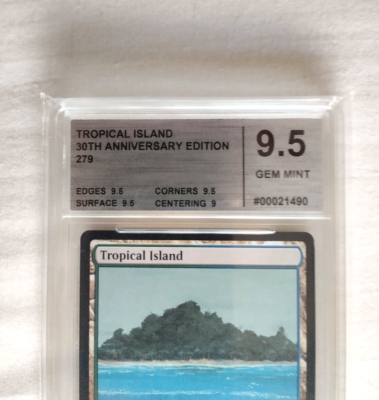 TROPICAL ISLAND
30TH ANNIVERSARY EDITION
279
EDGES 9.5 CORNERS 9.5
SURFACE 9.5 CENTERING 9
9.5
GEM MINT
#00021490
Tropical Island